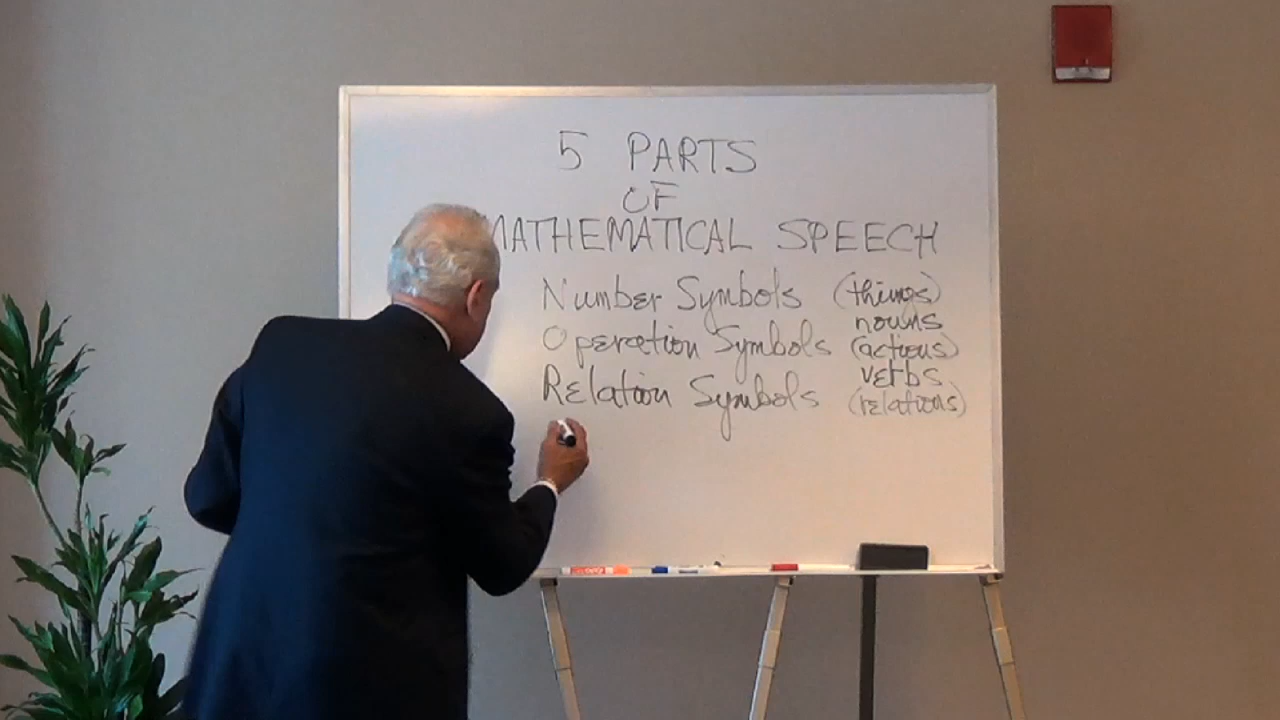 5 PARTS
OF
MATHEMATICAL SPEECH
Number Symbols (things)
nouns
Operation Symbols (actions)
verbs
Relation Symbols (relations)